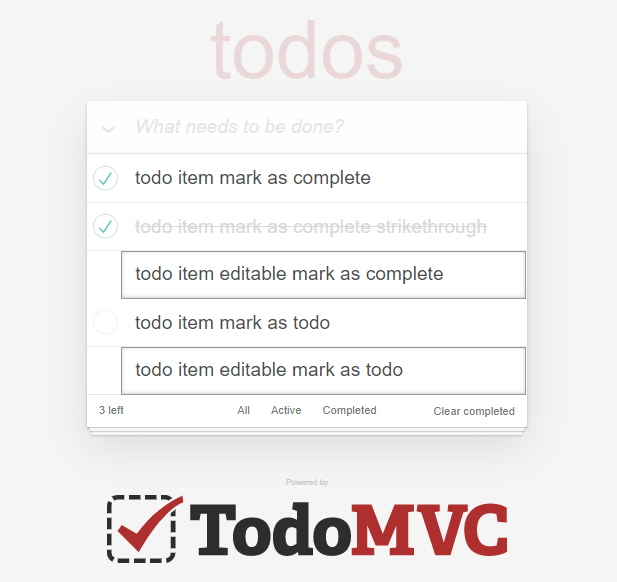 todos
What needs to be done?
todo item mark as complete
todo item mark as complete strikethrough
todo item editable mark as complete
todo item mark as todo
todo item editable mark as todo
3 left All Active Completed Clear completed
Powered by
TodoMVC